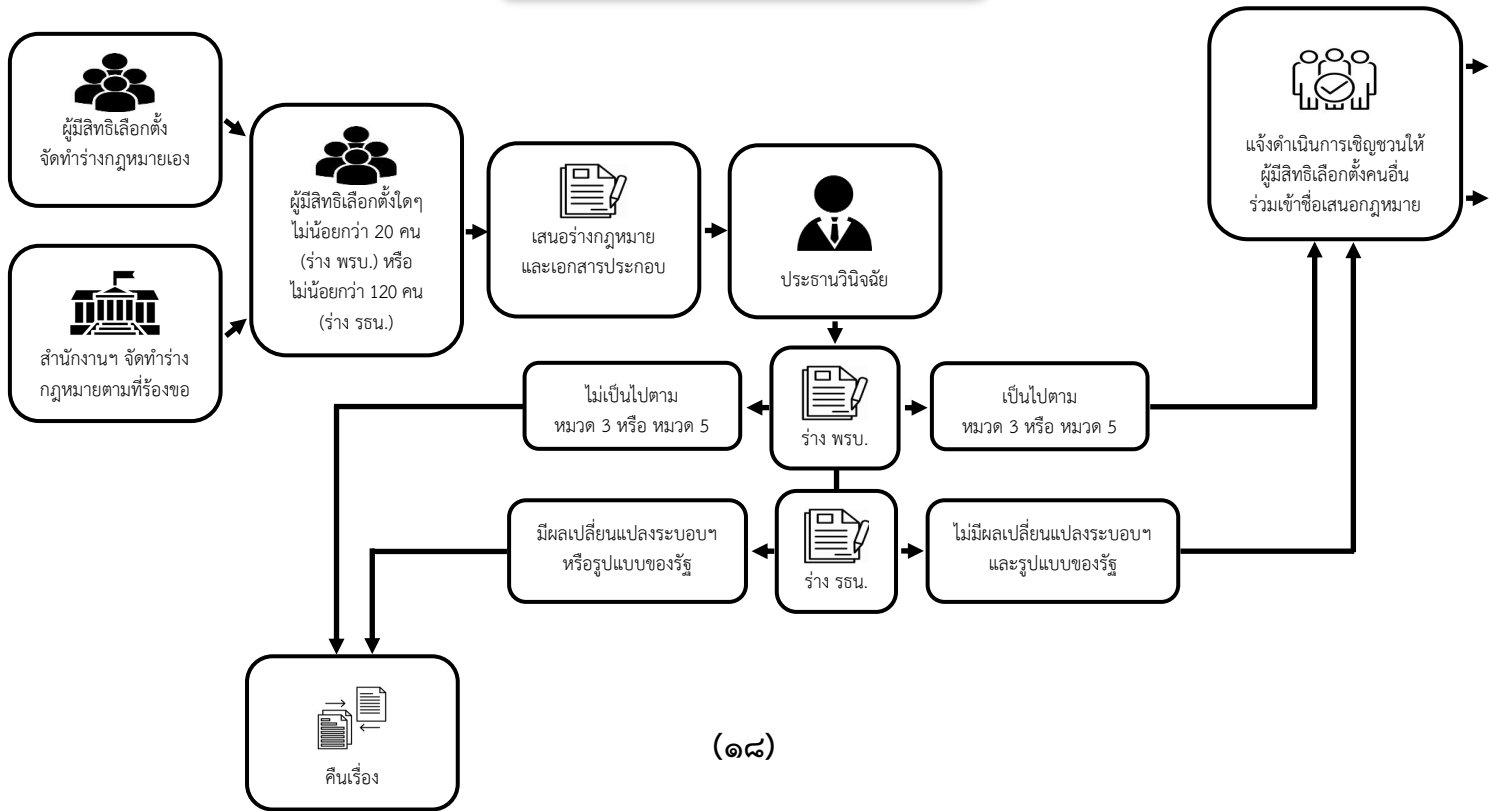 ผู้มีสิทธิเลือกตั้ง
จัดทำร่างกฎหมายเอง
สำนักงานฯ จัดทำร่าง
กฎหมายตามที่ร้องขอ
ผู้มีสิทธิเลือกตั้งใดๆ
ไม่น้อยกว่า 20 คน
(ร่าง พรบ.) หรือ
ไม่น้อยกว่า 120 คน
(ร่าง รธน.)
เสนอร่างกฎหมาย
และเอกสารประกอบ
ประธานวินิจฉัย
แจ้งดำเนินการเชิญชวนให้
ผู้มีสิทธิเลือกตั้งคนอื่น
ร่วมเข้าชื่อเสนอกฎหมาย
ไม่เป็นไปตาม
หมวด 3 หรือ หมวด 5
ร่าง พรบ.
เป็นไปตาม
หมวด 3 หรือ หมวด 5
มีผลเปลี่ยนแปลงระบอบฯ
หรือรูปแบบของรัฐ
ร่าง รธน.
ไม่มีผลเปลี่ยนแปลงระบอบฯ
และรูปแบบของรัฐ
คืนเรื่อง
(๑๘)